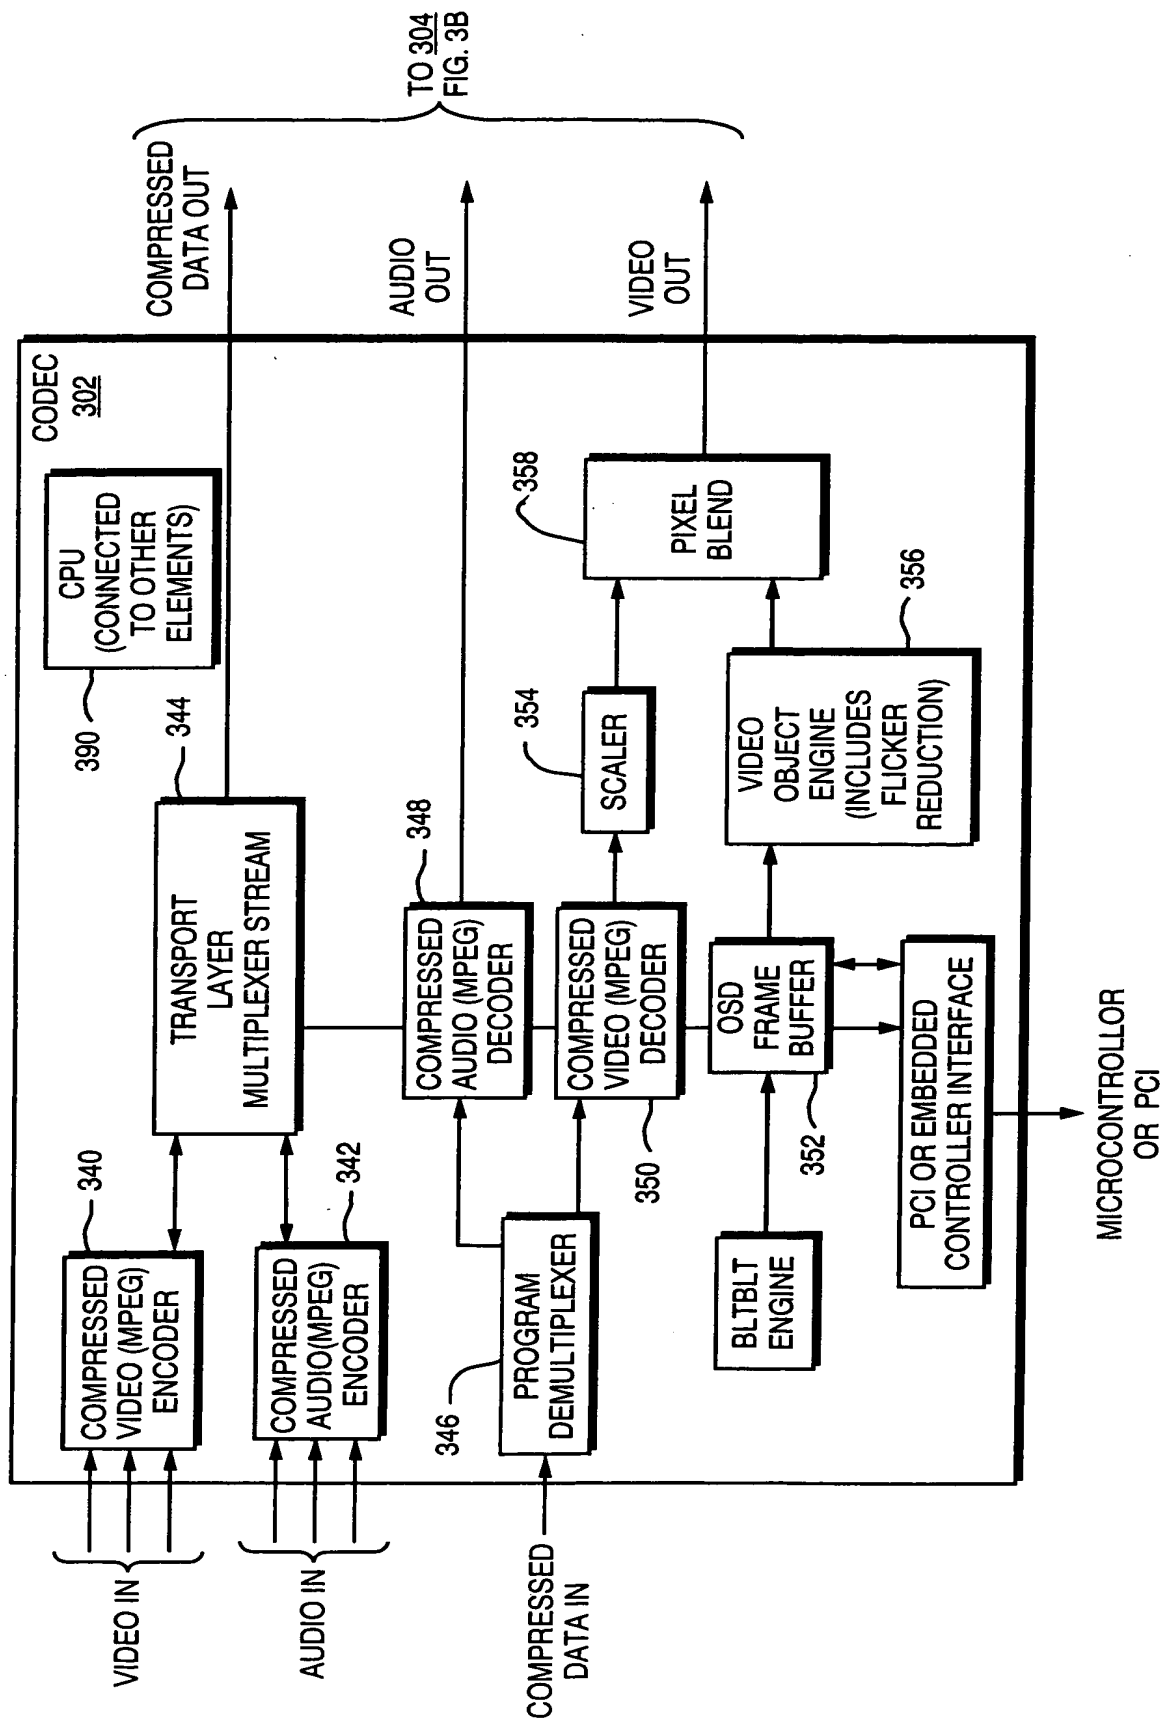 VIDEO IN
AUDIO IN
COMPRESSED
DATA IN
CODEC
302
340
COMPRESSED
VIDEO (MPEG)
ENCODER
342
COMPRESSED
AUDIO(MPEG)
ENCODER
344
TRANSPORT
LAYER
MULTIPLEXER STREAM
390
CPU
(CONNECTED
TO OTHER
ELEMENTS)
COMPRESSED
DATA OUT
346
PROGRAM
DEMULTIPLEXER
348
COMPRESSED
AUDIO (MPEG)
DECODER
AUDIO
OUT
350
COMPRESSED
VIDEO (MPEG)
DECODER
354
SCALER
358
PIXEL
BLEND
VIDEO
OUT
BLTBLT
ENGINE
352
OSD
FRAME
BUFFER
356
VIDEO
OBJECT
ENGINE
(INCLUDES
FLICKER
REDUCTION)
PCI OR EMBEDDED
CONTROLLER INTERFACE
MICROCONTROLLOR
OR PCI
TO 304
FIG. 3B